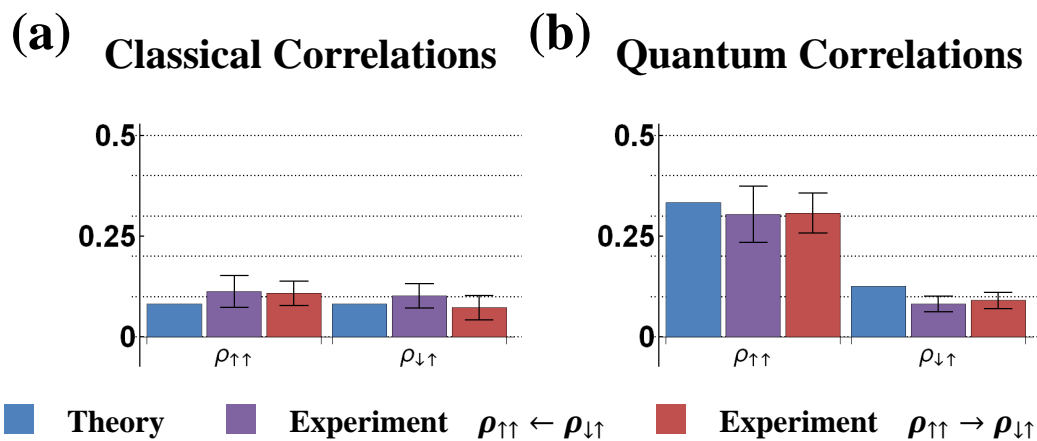 (a) Classical Correlations
0.5
0.25
0
ρ↑↑ ρ↓↑
(b) Quantum Correlations
0.5
0.25
0
ρ↑↑ ρ↓↑
Theory Experiment ρ↑↑ ← ρ↓↑ Experiment ρ↑↑ → ρ↓↑